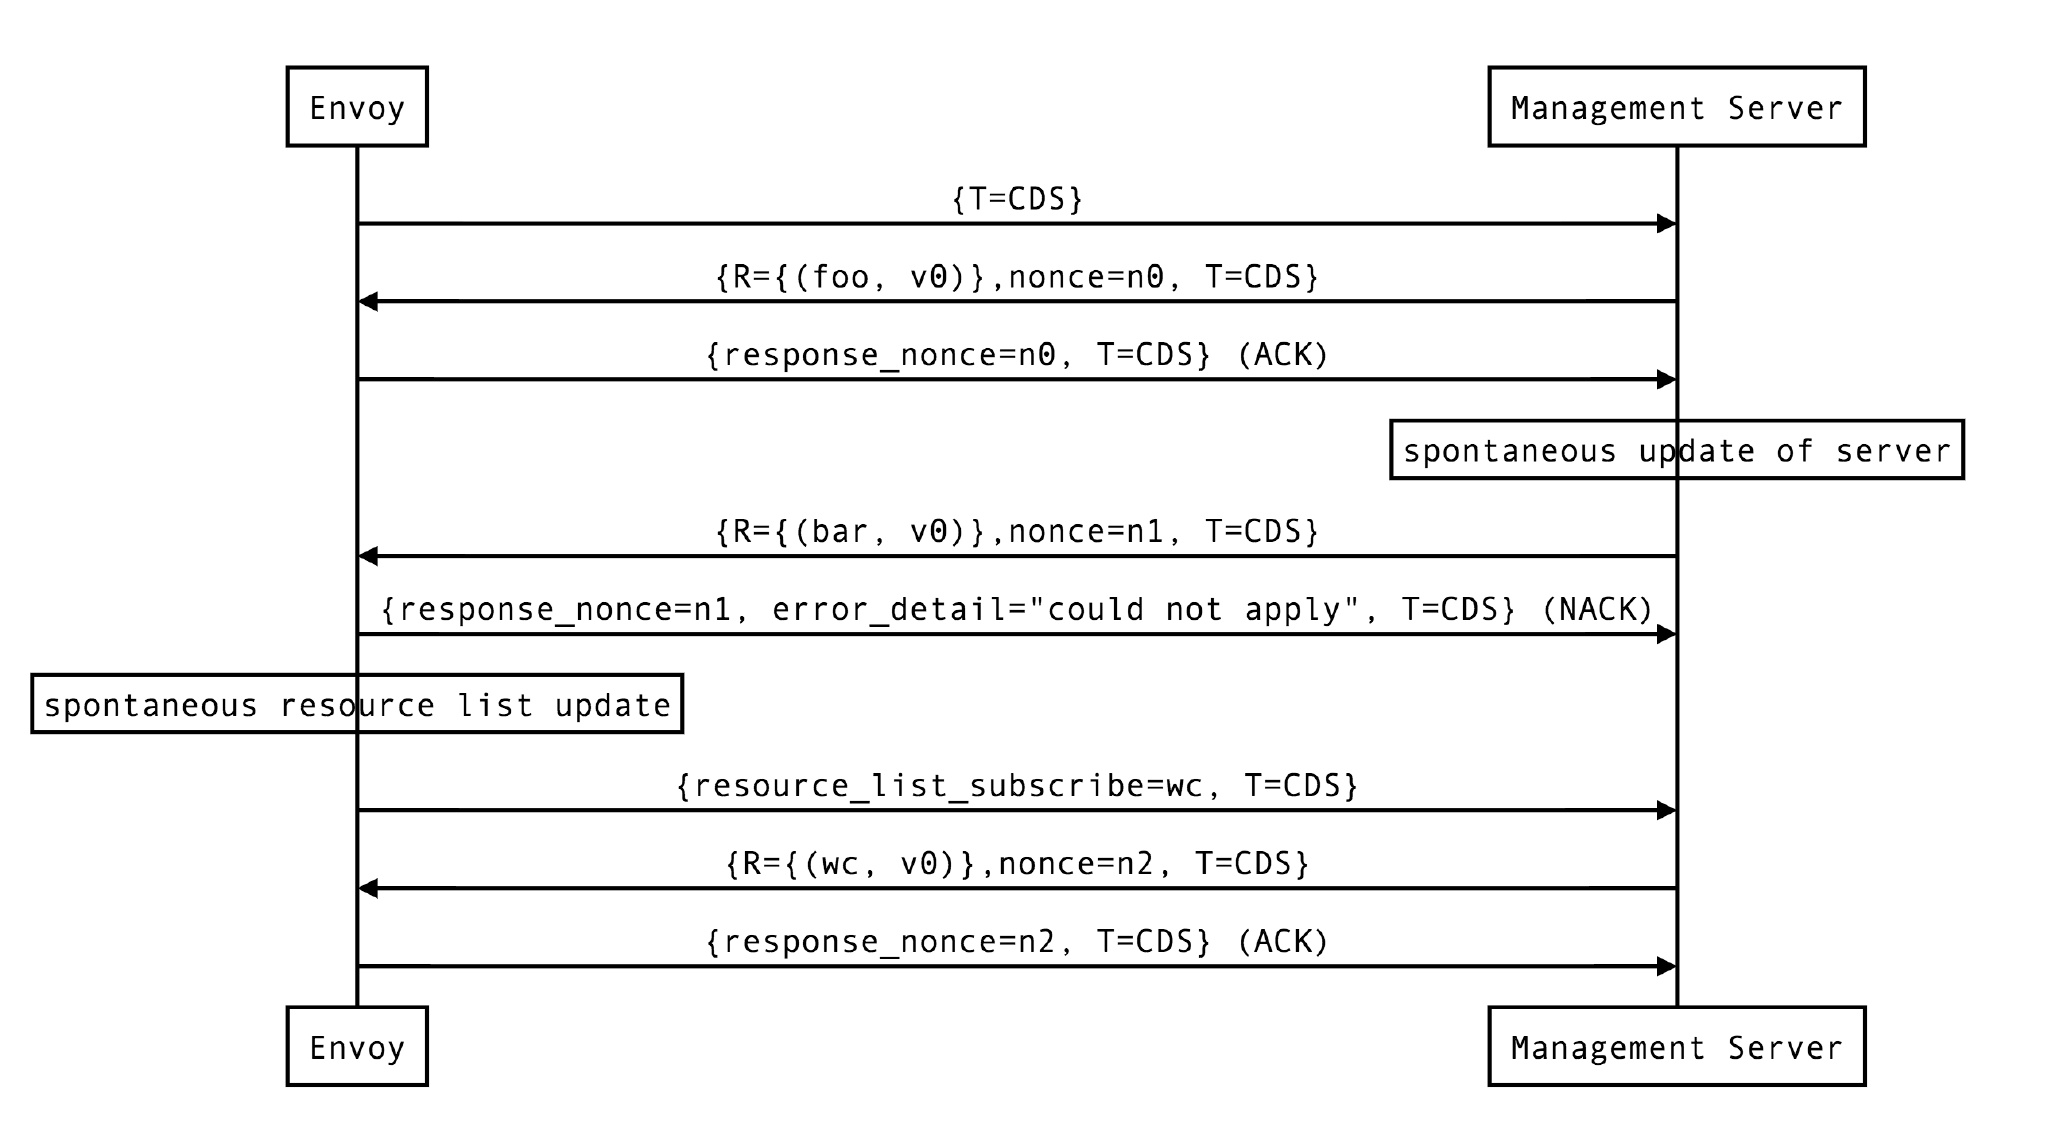 Envoy
Management Server
{T=CDS}
{R={(foo, v0)},nonce=n0, T=CDS}
{response_nonce=n0, T=CDS} (ACK)
spontaneous update of server
{R={(bar, v0)},nonce=n1, T=CDS}
{response_nonce=n1, error_detail="could not apply", T=CDS} (NACK)
spontaneous resource list update
{resource_list_subscribe=wc, T=CDS}
{R={(wc, v0)},nonce=n2, T=CDS}
{response_nonce=n2, T=CDS} (ACK)
Envoy
Management Server